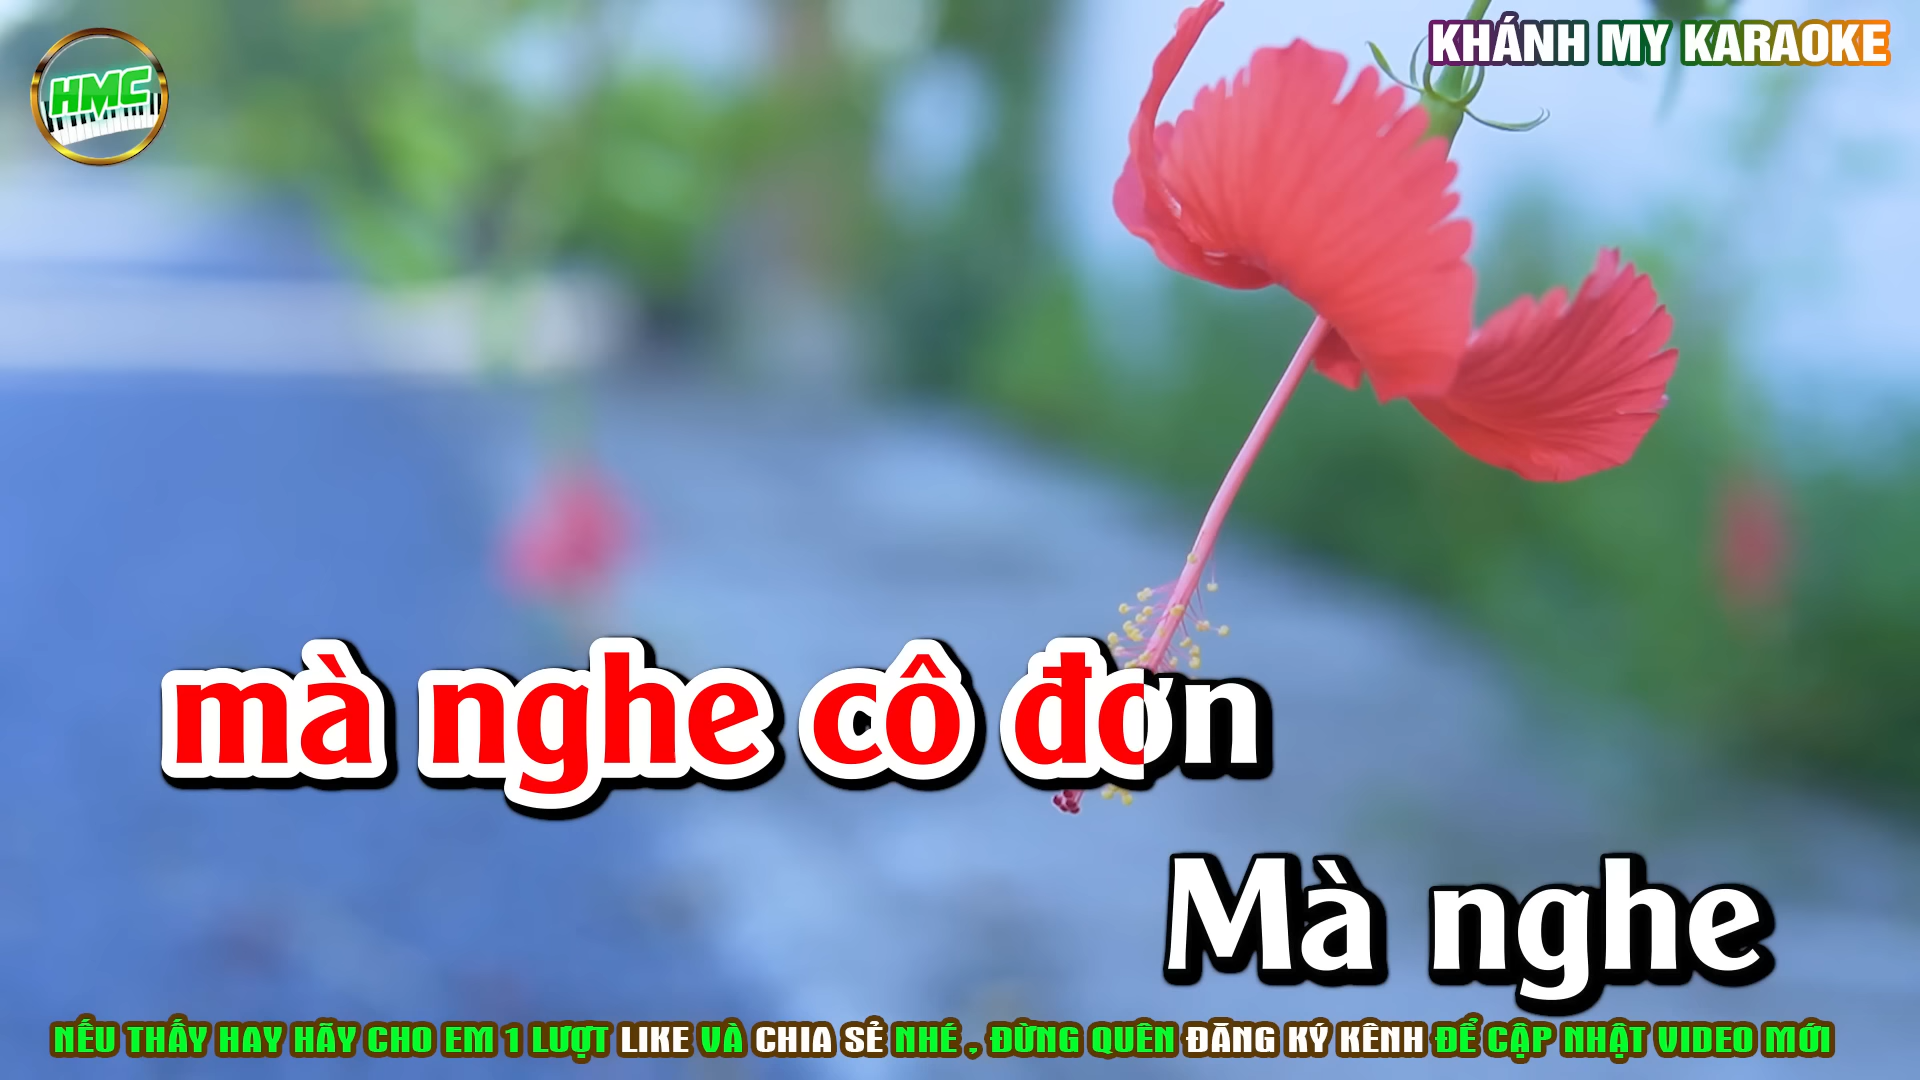 HMC
KHÁNH MY KARAOKE
mà nghe cô đơn
Mà nghe
NẾU THẤY HAY HÃY CHO EM 1 LƯỢT LIKE VÀ CHIA SẺ NHÉ , ĐỪNG QUÊN ĐĂNG KÝ KÊNH ĐỂ CẬP NHẬT VIDEO MỚI